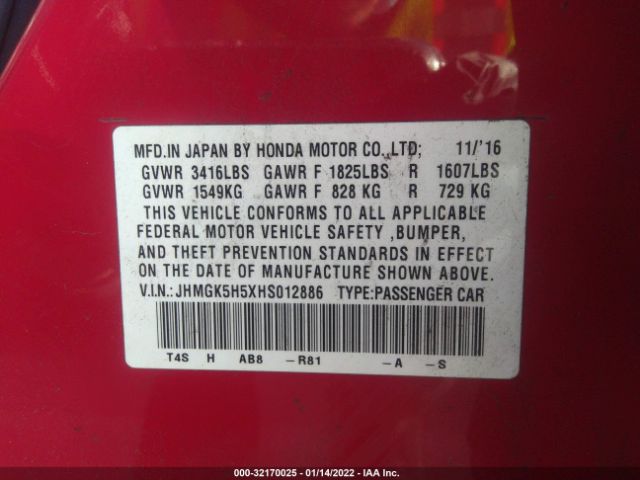 MFD.IN JAPAN BY HONDA MOTOR CO.,LTD; 11/'16
GVWR 3416LBS GAWR F 1825LBS R 1607LBS
GVWR 1549KG GAWR F 828 KG R 729 KG
THIS VEHICLE CONFORMS TO ALL APPLICABLE
FEDERAL MOTOR VEHICLE SAFETY ,BUMPER,
AND THEFT PREVENTION STANDARDS IN EFFECT
ON THE DATE OF MANUFACTURE SHOWN ABOVE.
V.I.N.: JHMGK5H5XHS012886 TYPE:PASSENGER CAR
T4S H AB8 -R81 -A -S
000-32170025 - 01/14/2022 - IAA Inc.